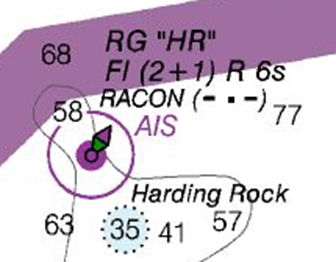 68 RG "HR"
Fl (2+1) R 6s
58 RACON (- · -) 77
AIS
Harding Rock
63 35 41 57